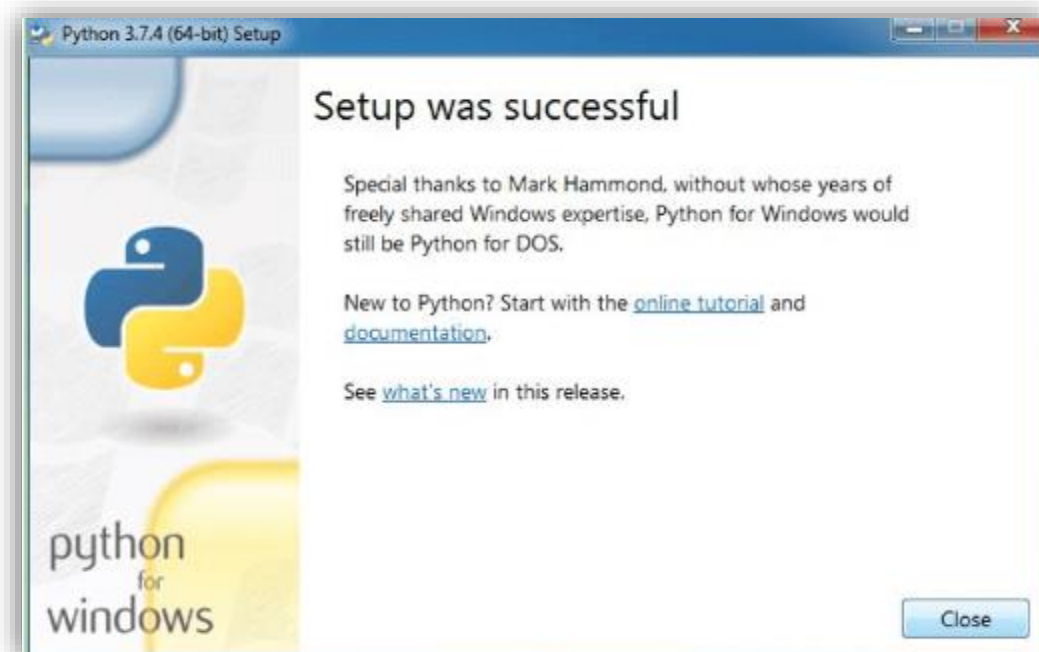 Python 3.7.4 (64-bit) Setup
Setup was successful
Special thanks to Mark Hammond, without whose years of
freely shared Windows expertise, Python for Windows would
still be Python for DOS.
New to Python? Start with the online tutorial and
documentation.
See what's new in this release.
python
for
windows
Close